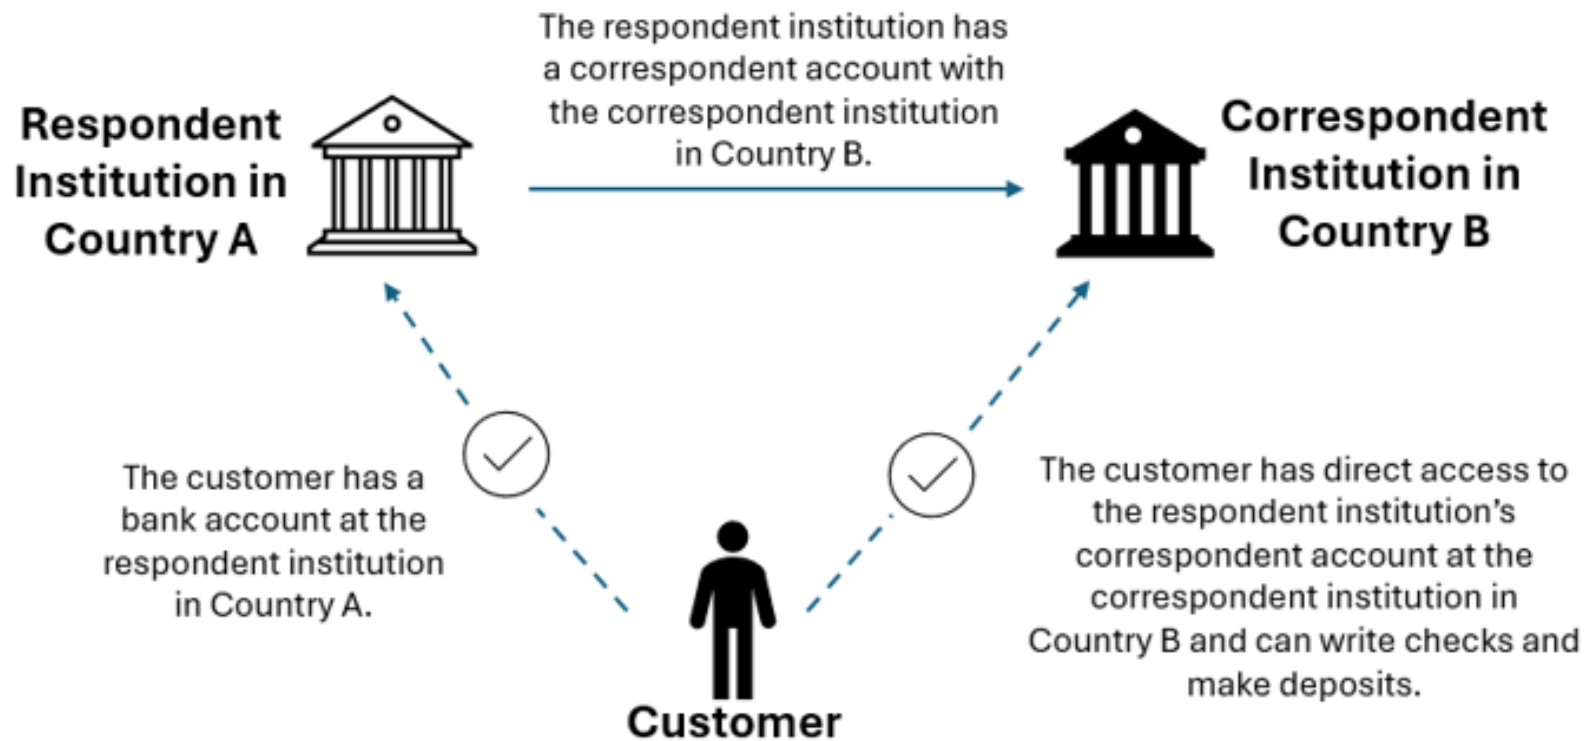 The respondent institution has
a correspondent account with
the correspondent institution
in Country B.
Respondent
Institution in
Country A
Correspondent
Institution in
Country B
The customer has a
bank account at the
respondent institution
in Country A.
The customer has direct access to
the respondent institution’s
correspondent account at the
correspondent institution in
Country B and can write checks and
make deposits.
Customer